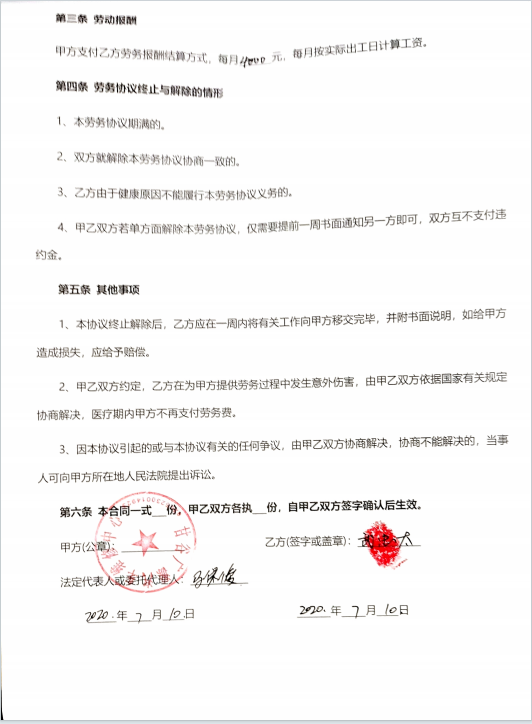 第三条 劳动报酬
甲方支付乙方劳务报酬结算方式，每月4000元，每月按实际出工日计算工资。
第四条 劳务协议终止与解除的情形
1、本劳务协议期满的。
2、双方就解除本劳务协议协商一致的。
3、乙方由于健康原因不能履行本劳务协议义务的。
4、甲乙双方若单方面解除本劳务协议，仅需要提前一周书面通知另一方即可，双方互不支付违
约金。
第五条 其他事项
1、本协议终止解除后，乙方应在一周内将有关工作向甲方移交完毕，并附书面说明，如给甲方
造成损失，应给予赔偿。
2、甲乙双方约定，乙方在为甲方提供劳务过程中发生意外伤害，由甲乙双方依据国家有关规定
协商解决，医疗期内甲方不再支付劳务费。
3、因本协议引起的或与本协议有关的任何争议，由甲乙双方协商解决，协商不能解决的，当事
人可向甲方所在地人民法院提出诉讼。
第六条 本合同一式__份，甲乙双方各执__份，自甲乙双方签字确认后生效。
甲方(公章)： 乙方(签字或盖章)：
法定代表人或委托代理人：
2020.年 7 月 10 日 2020.年 7 月 10 日